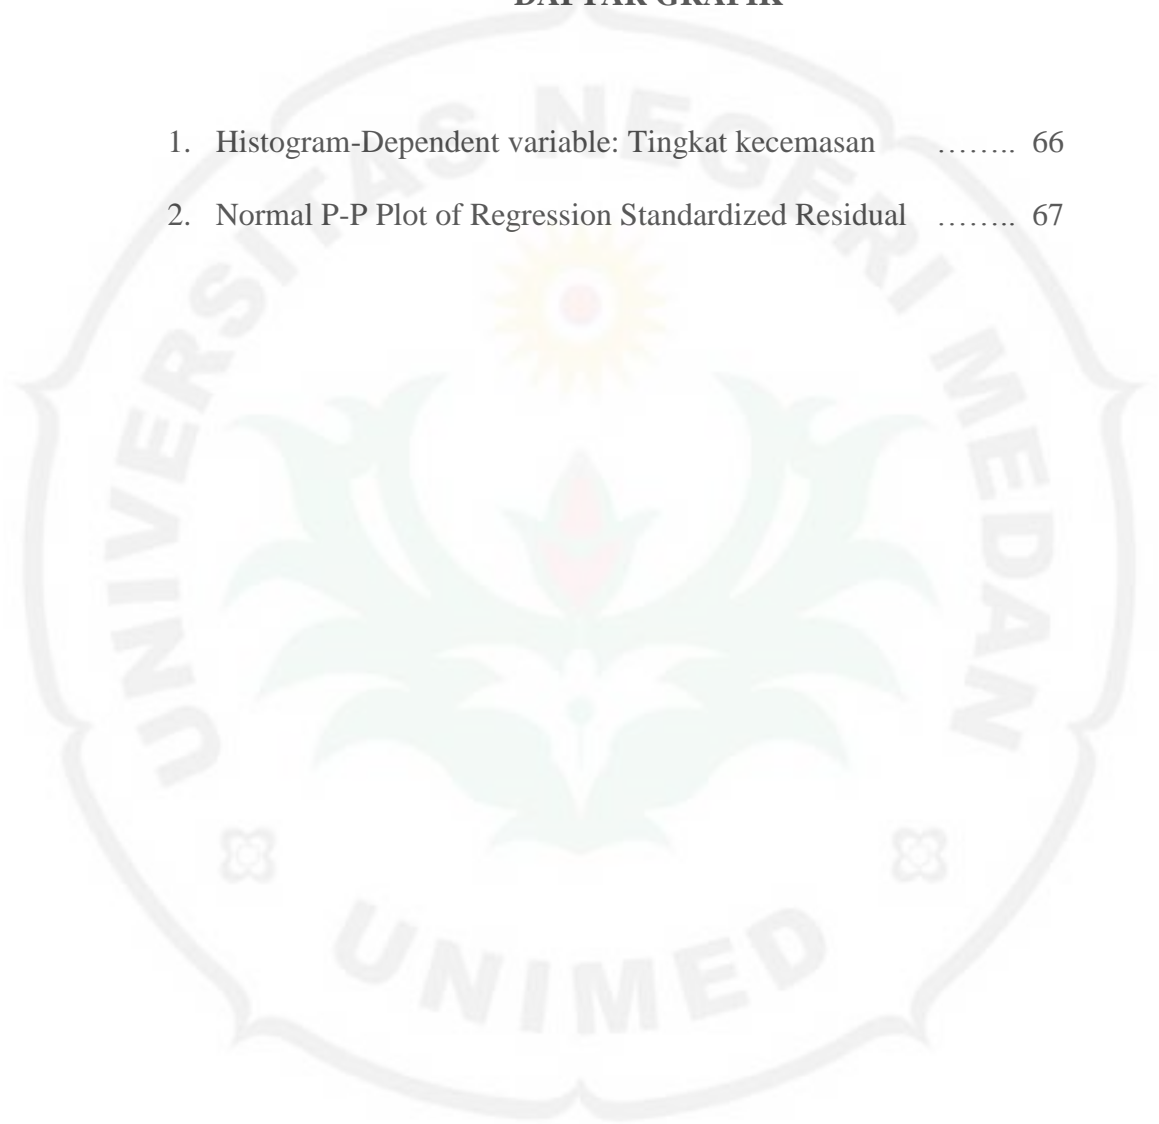 DAFTAR GRAFIK
1. Histogram-Dependent variable: Tingkat kecemasan …….. 66
2. Normal P-P Plot of Regression Standardized Residual …….. 67
UNIVERSITAS NEGERI MEDAN
UNIMED